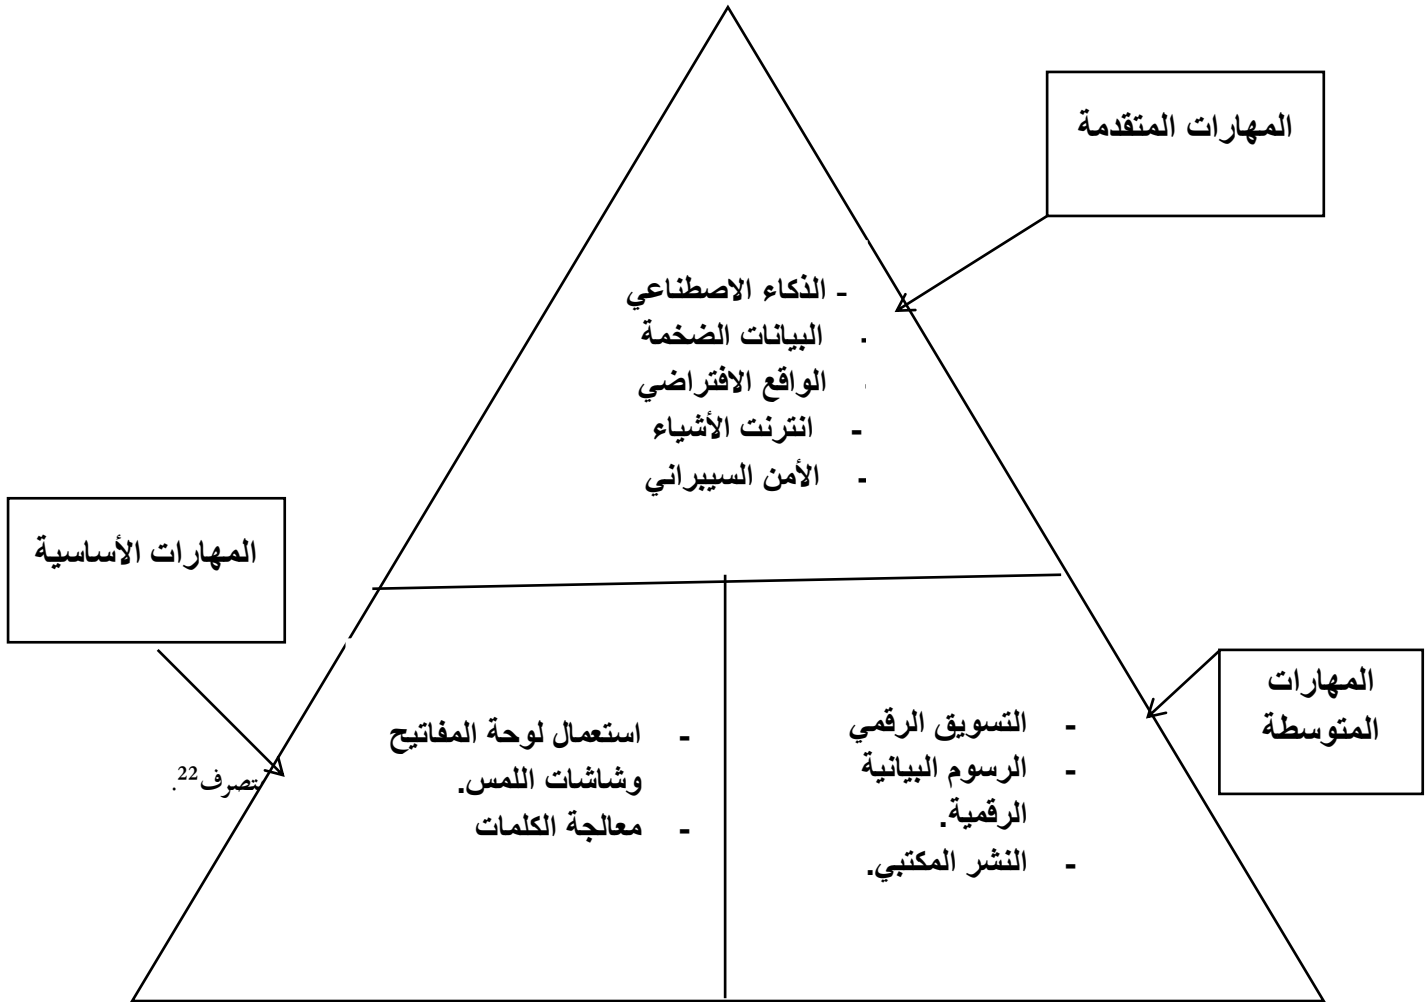 المهارات المتقدمة
- الذكاء الاصطناعي
- البيانات الضخمة
- الواقع الافتراضي
- انترنت الأشياء
- الأمن السيبراني
المهارات الأساسية
المهارات
المتوسطة
- التسويق الرقمي
- الرسوم البيانية
الرقمية.
- النشر المكتبي.
- استعمال لوحة المفاتيح
وشاشات اللمس.
- معالجة الكلمات
بتصرف22.